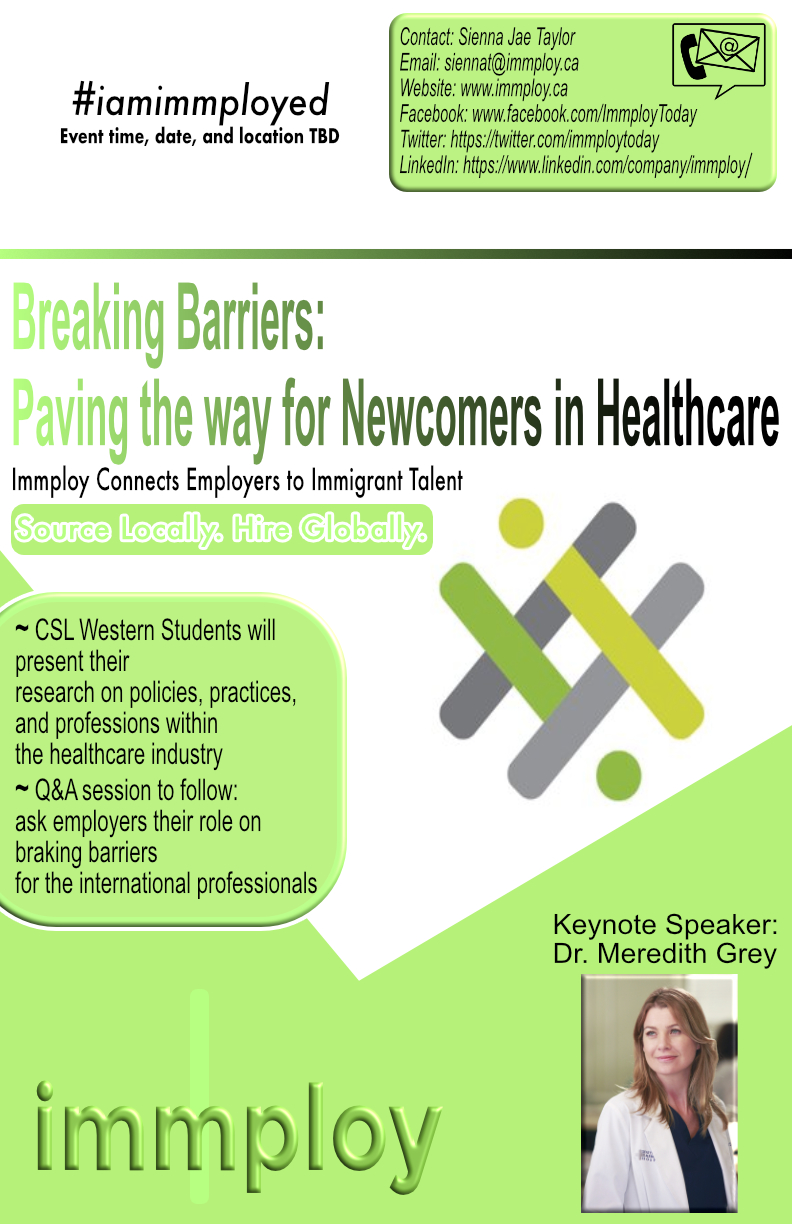 #iamimmployed
Event time, date, and location TBD
Contact: Sienna Jae Taylor
Email: siennat@immploy.ca
Website: www.immploy.ca
Facebook: www.facebook.com/ImmployToday
Twitter: https://twitter.com/immploytoday
LinkedIn: https://www.linkedin.com/company/immploy/
@
Breaking Barriers:
Paving the way for Newcomers in Healthcare
Immploy Connects Employers to Immigrant Talent
Source Locally. Hire Globally.
~ CSL Western Students will
present their
research on policies, practices,
and professions within
the healthcare industry
~ Q&A session to follow:
ask employers their role on
braking barriers
for the international professionals
Keynote Speaker:
Dr. Meredith Grey
immploy